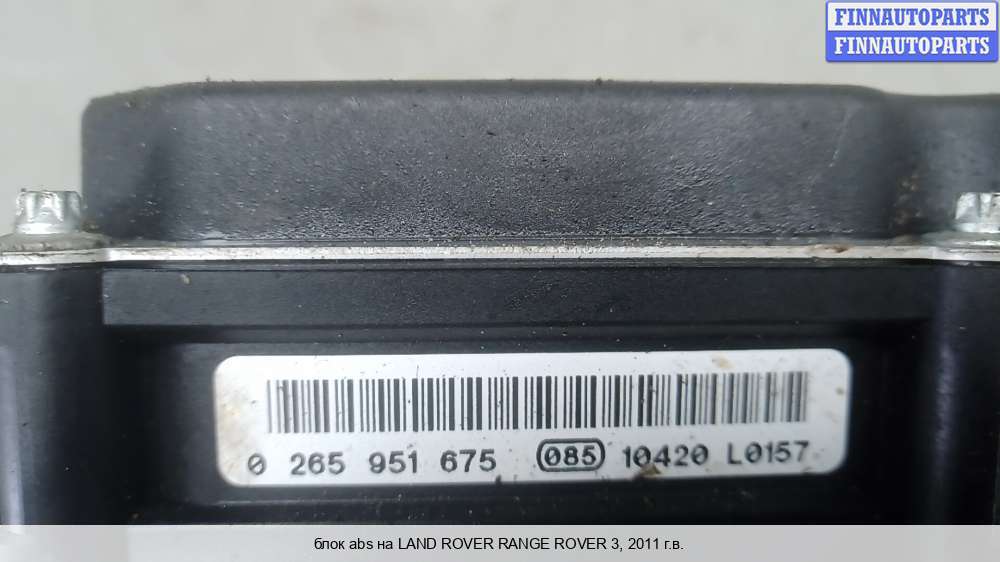 FINNAUTOPARTS
FINNAUTOPARTS
0 265 951 675 085 10420 L0157
блок abs на LAND ROVER RANGE ROVER 3, 2011 г.в.